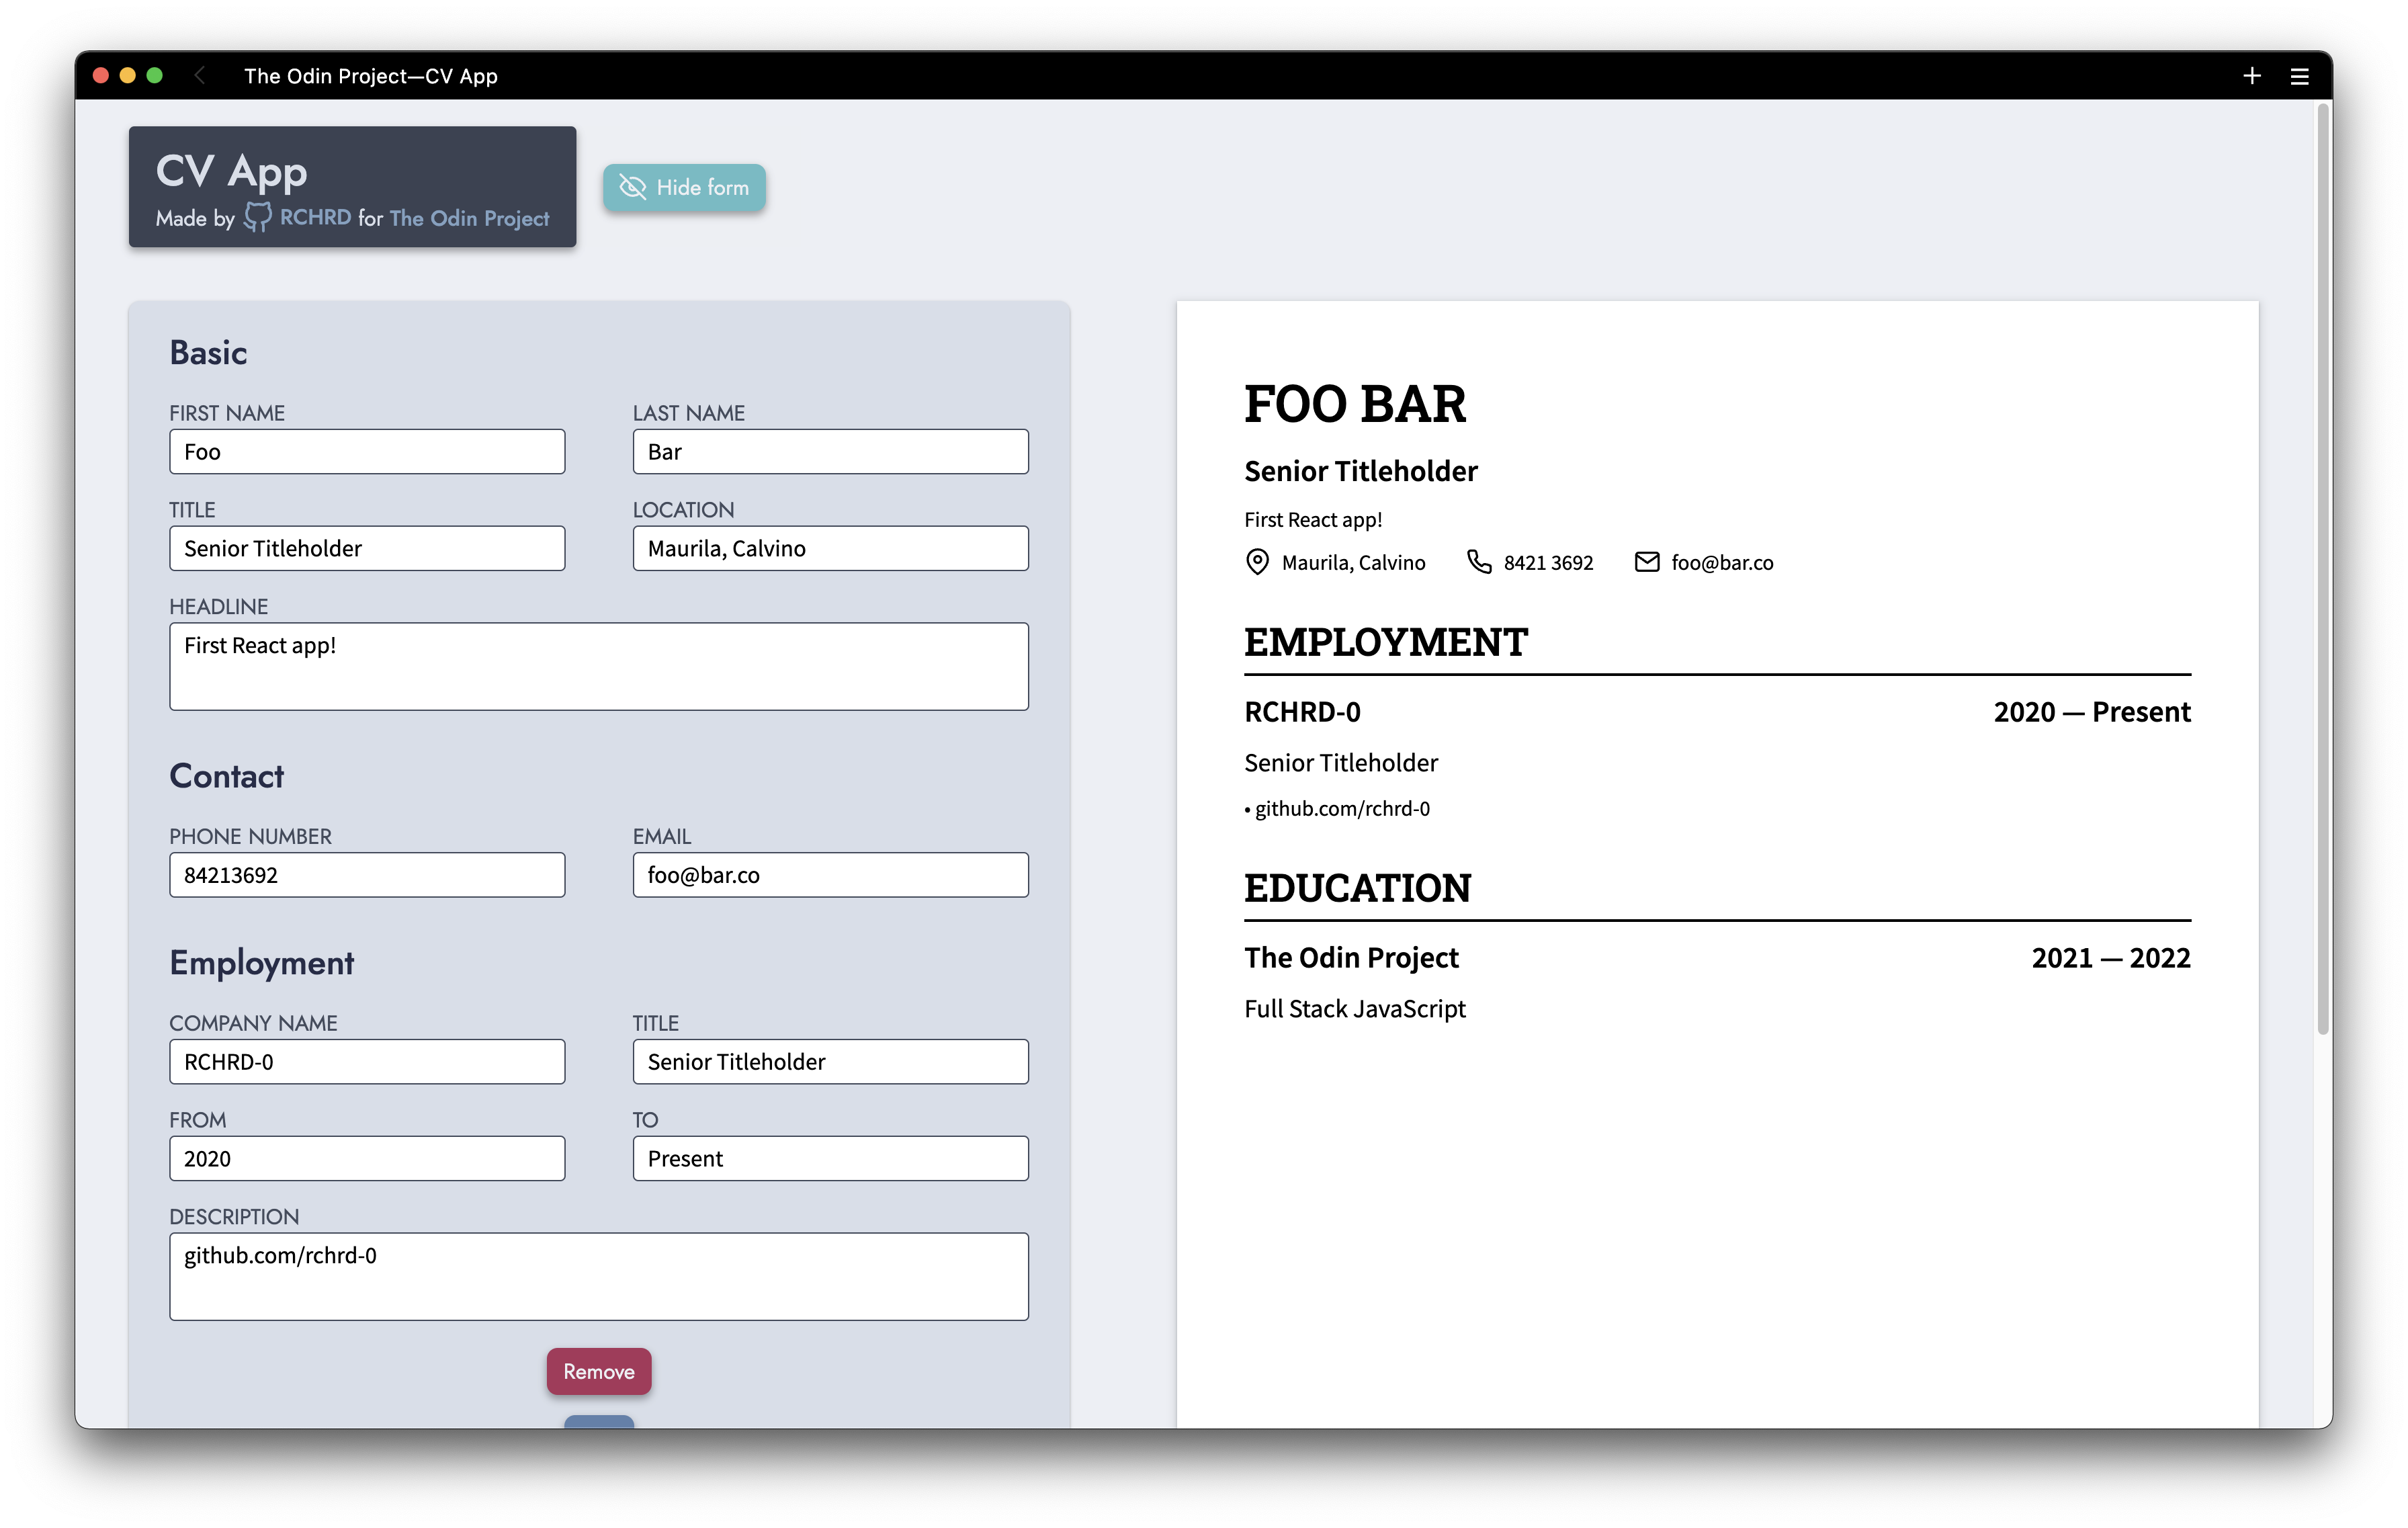 The Odin Project—CV App
CV App
Made by RCHRD for The Odin Project
Hide form
Basic
FIRST NAME
LAST NAME
Foo
Bar
TITLE
LOCATION
Senior Titleholder
Maurila, Calvino
HEADLINE
First React app!
Contact
PHONE NUMBER
EMAIL
84213692
foo@bar.co
Employment
COMPANY NAME
TITLE
RCHRD-0
Senior Titleholder
FROM
TO
2020
Present
DESCRIPTION
github.com/rchrd-0
Remove
FOO BAR
Senior Titleholder
First React app!
Maurila, Calvino 8421 3692 foo@bar.co
EMPLOYMENT
RCHRD-0 2020 — Present
Senior Titleholder
• github.com/rchrd-0
EDUCATION
The Odin Project 2021 — 2022
Full Stack JavaScript